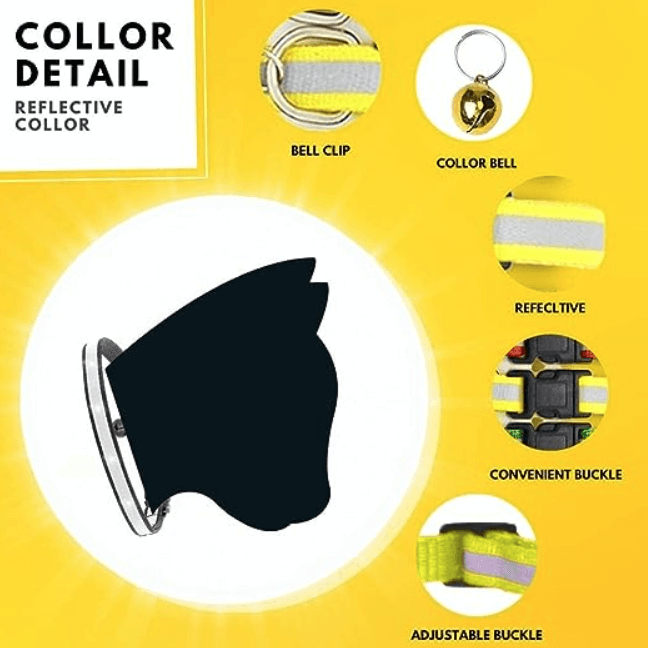 COLLOR
DETAIL
REFLECTIVE
COLLOR
BELL CLIP
COLLOR BELL
REFECLTIVE
CONVENIENT BUCKLE
ADJUSTABLE BUCKLE